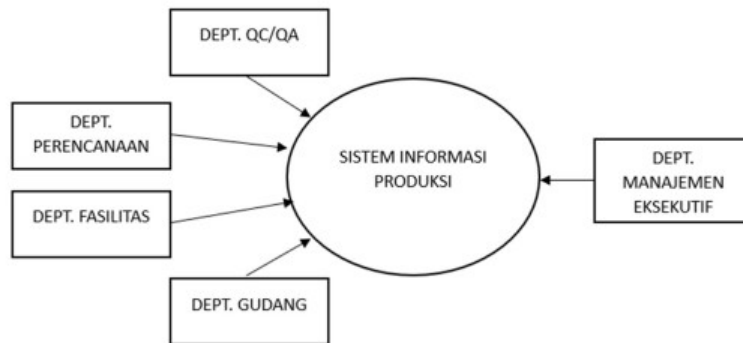 DEPT. QC/QA
DEPT.
PERENCANAAN
DEPT. FASILITAS
DEPT. GUDANG
SISTEM INFORMASI
PRODUKSI
DEPT.
MANAJEMEN
EKSEKUTIF